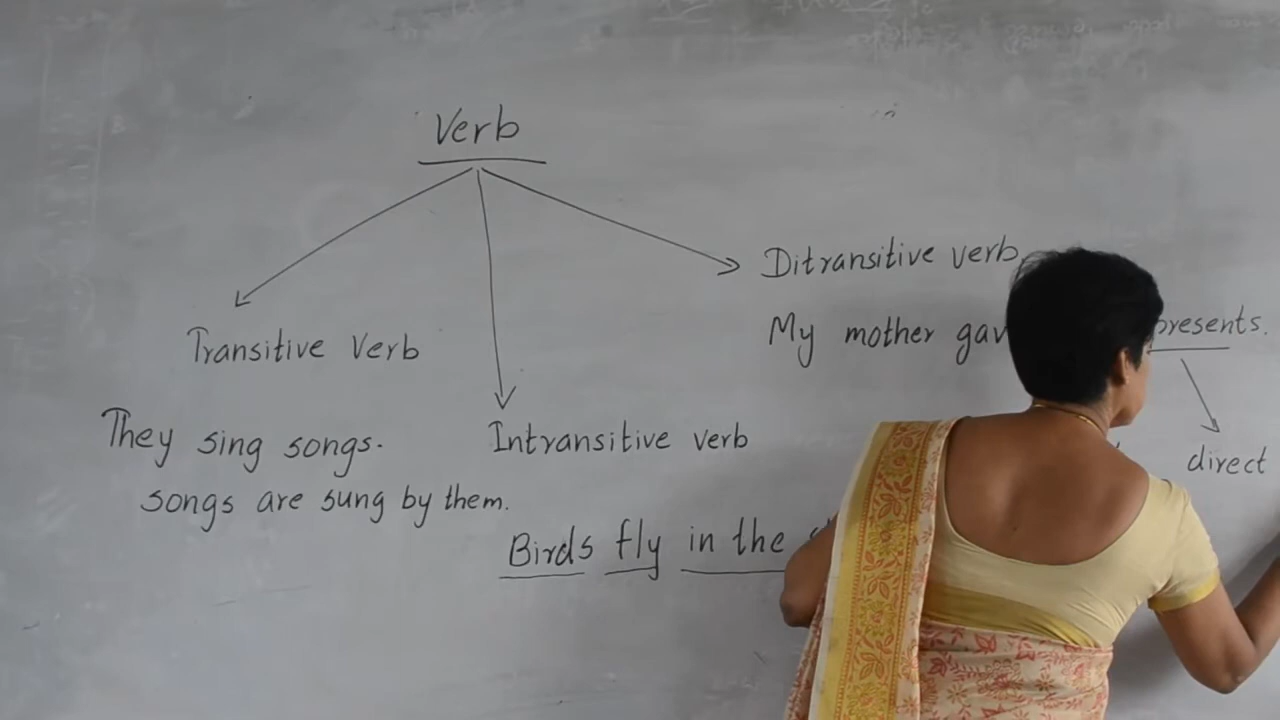 Verb
Ditransitive verb
My mother presents.
Transitive Verb
direct
They sing songs.
Intransitive verb
songs are sung by them.
Birds fly in the